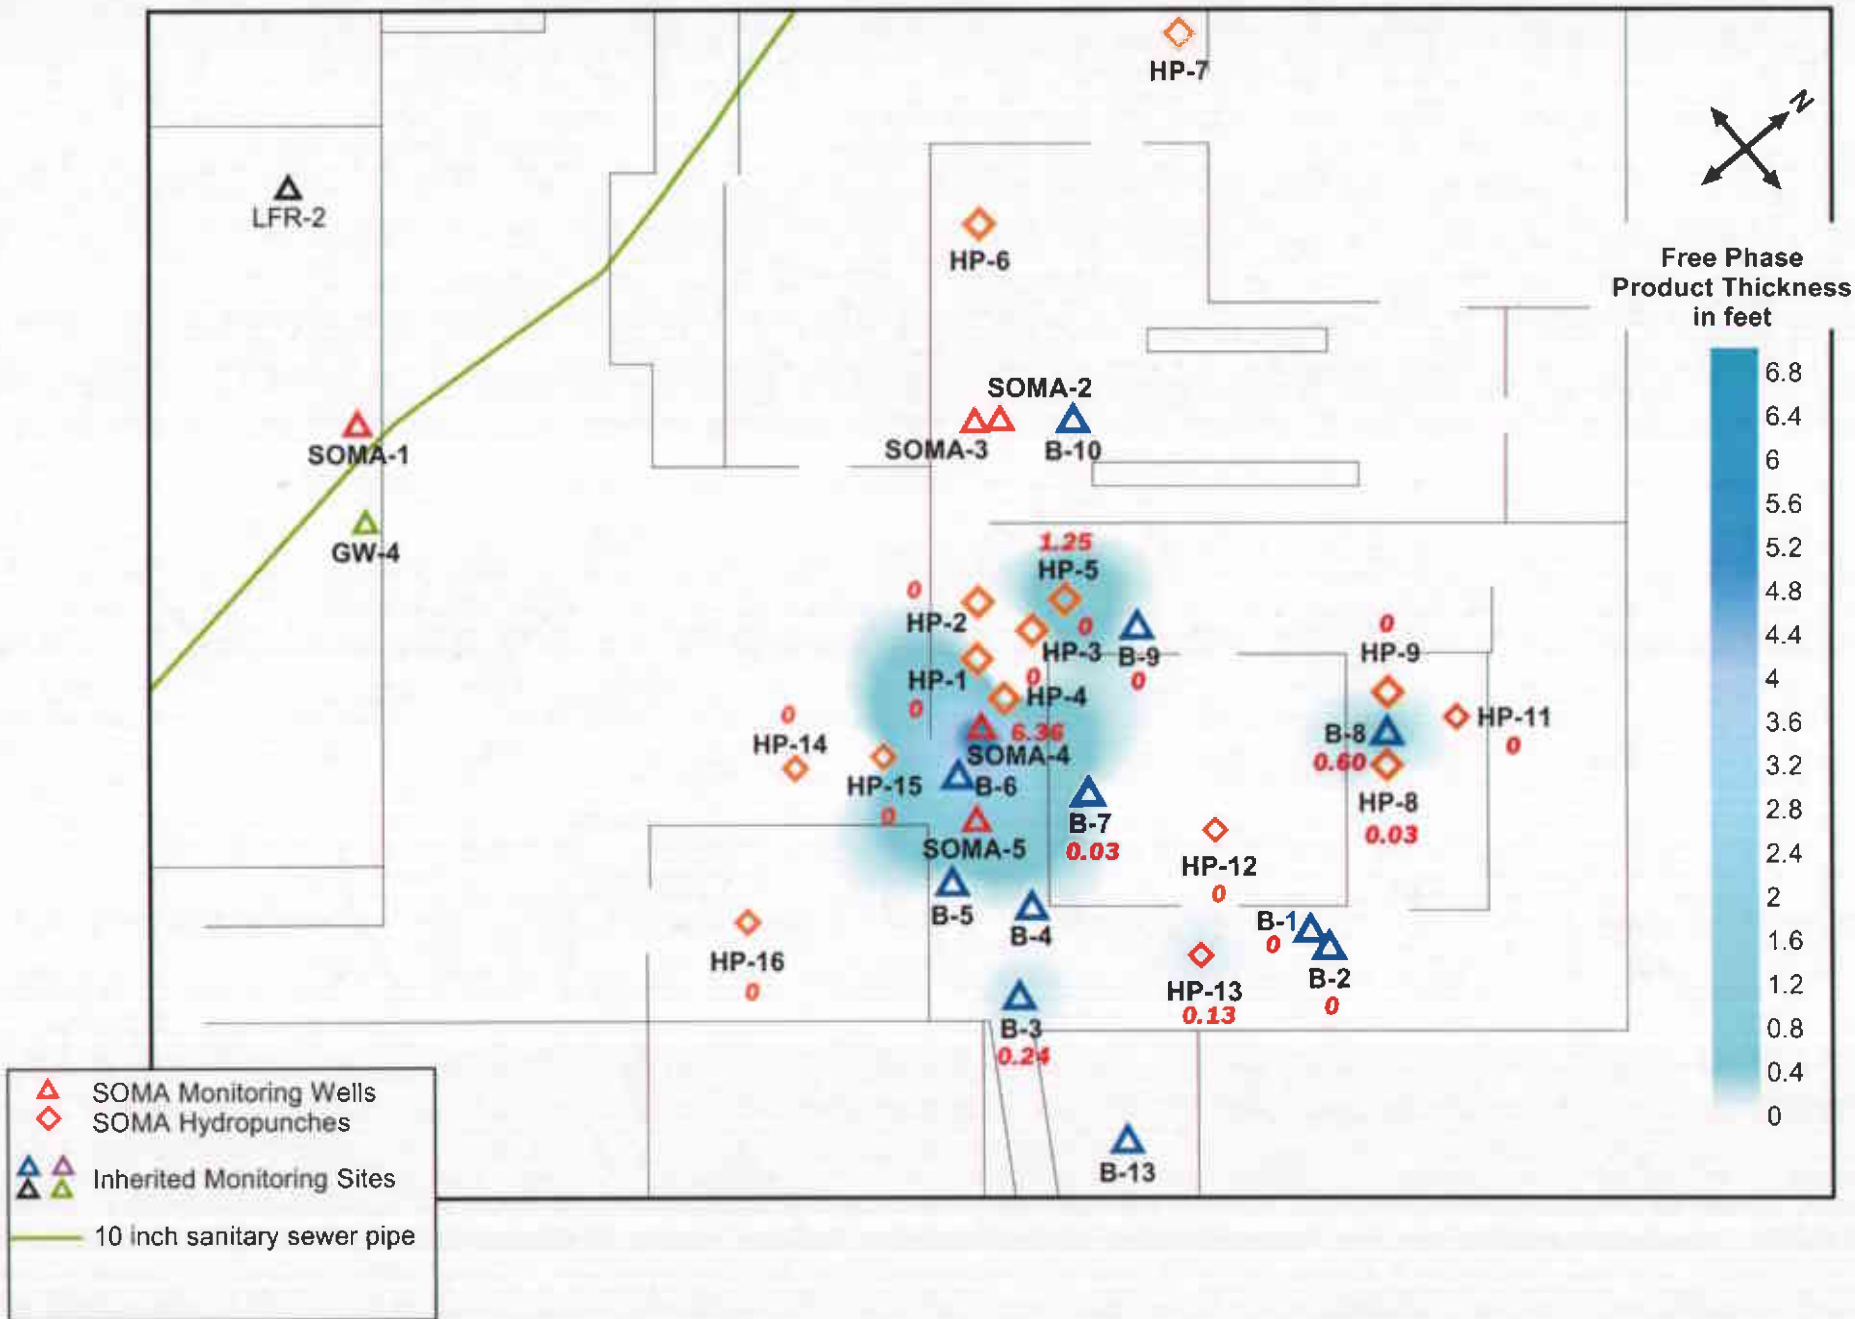 HP-7
N
LFR-2
HP-6
Free Phase
Product Thickness
in feet
6.8
6.4
6
5.6
5.2
4.8
4.4
4
3.6
3.2
2.8
2.4
2
1.6
1.2
0.8
0.4
0
SOMA-2
SOMA-3
B-10
SOMA-1
GW-4
1.25
HP-5
0
HP-2
0
HP-3
B-9
0
0
HP-9
HP-1
0
HP-4
0
6.36
SOMA-4
0
HP-14
HP-15
0
B-6
B-8
0.60
HP-11
0
HP-8
0.03
SOMA-5
B-7
0.03
HP-12
0
B-5
B-4
B-1
0
B-2
0
HP-16
0
HP-13
0.13
B-3
0.24
B-13
SOMA Monitoring Wells
SOMA Hydropunches
Inherited Monitoring Sites
10 inch sanitary sewer pipe